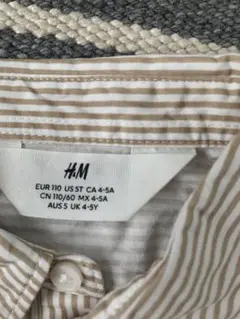 H&M
EUR 110 US 5T CA 4-5A
CN 110/60 MX 4-5A
AUS 5 UK 4-5Y